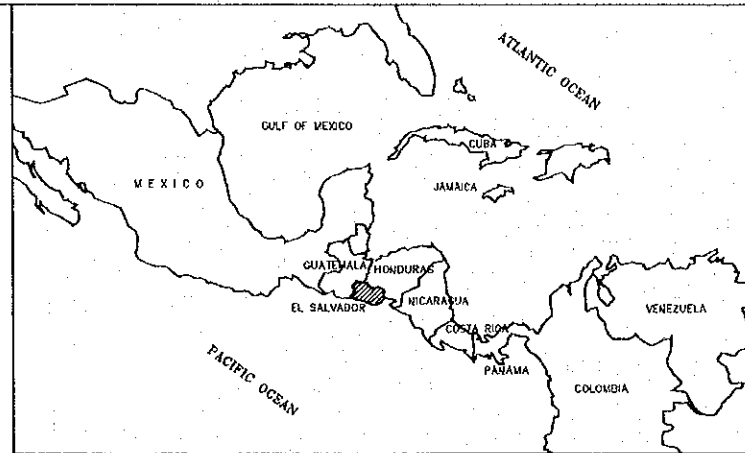 ATLANTIC OCEAN
GULF OF MEXICO
CUBA
MEXICO
JAMAICA
GUATEMALA
HONDURAS
EL SALVADOR
NICARAGUA
VENEZUELA
COSTA RICA
PANAMA
PACIFIC OCEAN
COLOMBIA